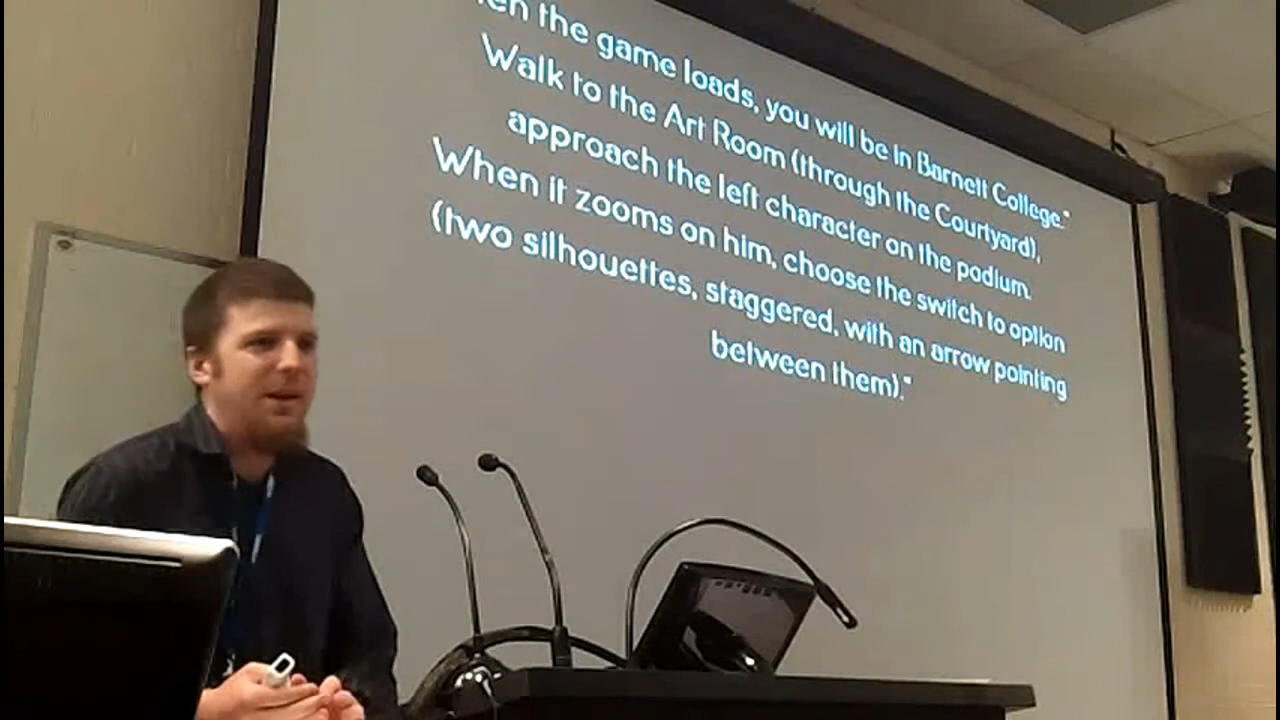 the game loads, you will be in Barnett College."
Walk to the Art Room (through the Courtyard),
approach the left character on the podium.
When it zooms on him, choose the switch to option
(two silhouettes, staggered, with an arrow pointing
between them)."